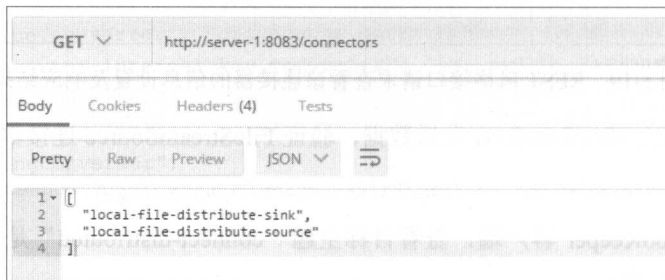 GET http://server-1:8083/connectors
Body Cookies Headers (4) Tests
Pretty Raw Preview JSON
1 [
2 "local-file-distribute-sink",
3 "local-file-distribute-source"
4 ]